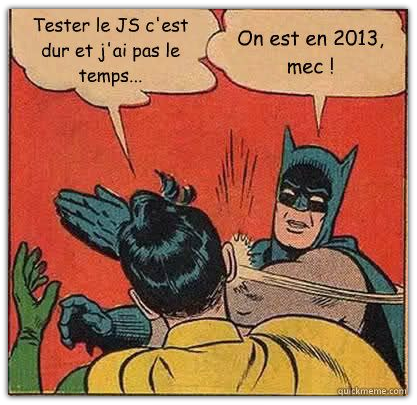 Tester le JS c'est
dur et j'ai pas le
temps...
On est en 2013,
mec !
quickmeme.com